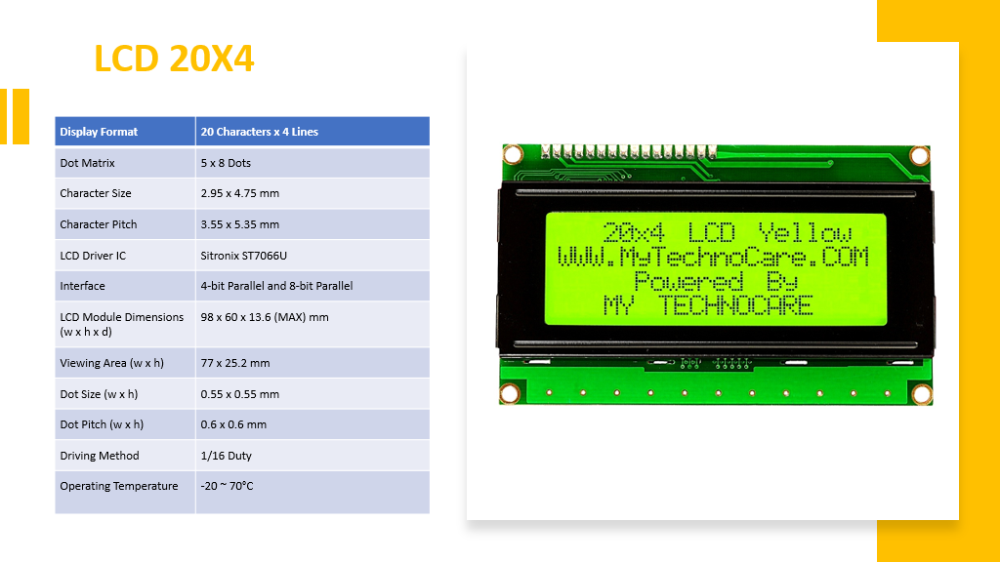 LCD 20X4
Display Format 20 Characters x 4 Lines
Dot Matrix 5 x 8 Dots
Character Size 2.95 x 4.75 mm
Character Pitch 3.55 x 5.35 mm
LCD Driver IC Sitronix ST7066U
Interface 4-bit Parallel and 8-bit Parallel
LCD Module Dimensions 98 x 60 x 13.6 (MAX) mm
(w x h x d)
Viewing Area (w x h) 77 x 25.2 mm
Dot Size (w x h) 0.55 x 0.55 mm
Dot Pitch (w x h) 0.6 x 0.6 mm
Driving Method 1/16 Duty
Operating Temperature -20 ~ 70°C
20x4 LCD Yellow
WWW.MyTechnoCare.COM
Powered By
MY TECHNOCARE